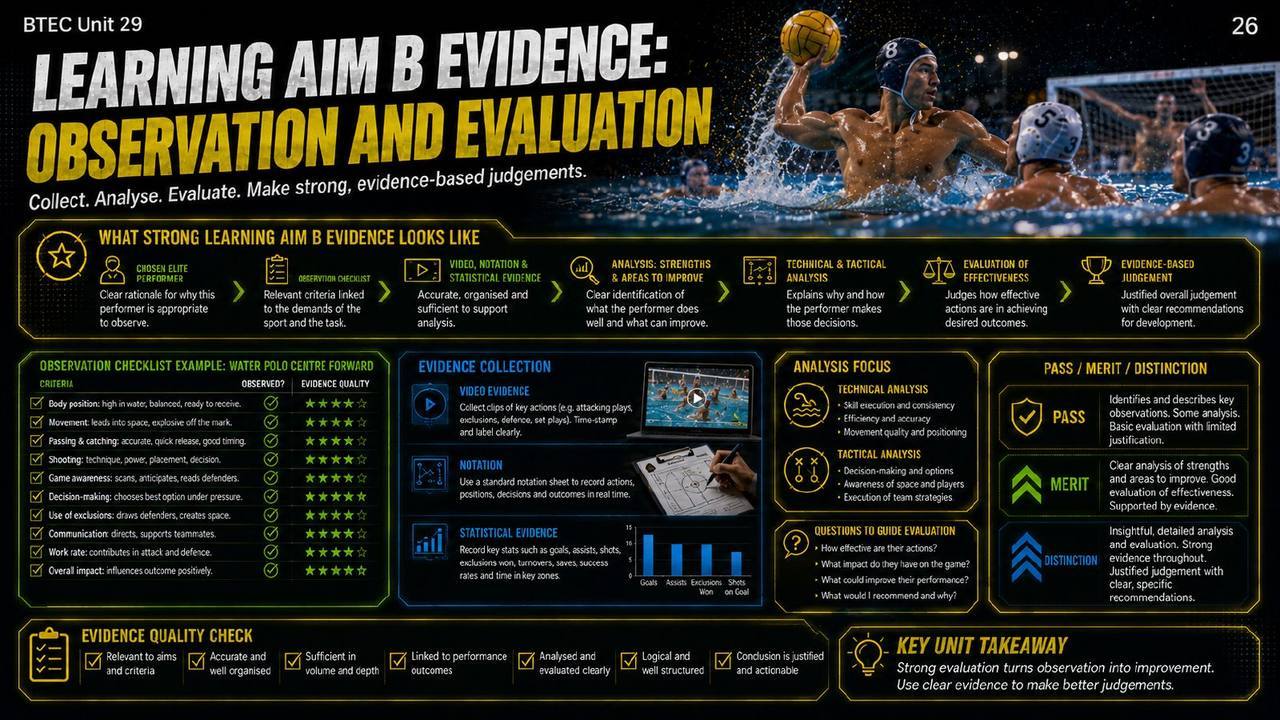 BTEC Unit 29
26
LEARNING AIM B EVIDENCE:
OBSERVATION AND EVALUATION
Collect. Analyse. Evaluate. Make strong, evidence-based judgements.
8
5
3
3
WHAT STRONG LEARNING AIM B EVIDENCE LOOKS LIKE
CHOSEN ELITE
PERFORMER
Clear rationale for why this
performer is appropriate
to observe.
OBSERVATION CHECKLIST
Relevant criteria linked
to the demands of the
sport and the task.
VIDEO, NOTATION &
STATISTICAL EVIDENCE
Accurate, organised and
sufficient to support
analysis.
ANALYSIS: STRENGTHS
& AREAS TO IMPROVE
Clear identification of
what the performer does
well and what can improve.
TECHNICAL & TACTICAL
ANALYSIS
Explains why and how
the performer makes
those decisions.
EVALUATION OF
EFFECTIVENESS
Judges how effective
actions are in achieving
desired outcomes.
EVIDENCE-BASED
JUDGEMENT
Justified overall judgement
with clear recommendations
for development.
OBSERVATION CHECKLIST EXAMPLE: WATER POLO CENTRE FORWARD
CRITERIA OBSERVED? EVIDENCE QUALITY
Body position: high in water, balanced, ready to receive.
Movement: leads into space, explosive off the mark.
Passing & catching: accurate, quick release, good timing.
Shooting: technique, power, placement, decision.
Game awareness: scans, anticipates, reads defenders.
Decision-making: chooses best option under pressure.
Use of exclusions: draws defenders, creates space.
Communication: directs, supports teammates.
Work rate: contributes in attack and defence.
Overall impact: influences outcome positively.
EVIDENCE COLLECTION
VIDEO EVIDENCE
Collect clips of key actions (e.g. attacking plays,
exclusions, defence, set plays). Time-stamp
and label clearly.
NOTATION
Use a standard notation sheet to record actions,
positions, decisions and outcomes in real time.
STATISTICAL EVIDENCE
Record key stats such as goals, assists, shots,
exclusions won, turnovers, saves, success
rates and time in key zones.
15
10
5
0
Goals Assists Exclusions Shots
Won on Goal
ANALYSIS FOCUS
TECHNICAL ANALYSIS
• Skill execution and consistency
• Efficiency and accuracy
• Movement quality and positioning
TACTICAL ANALYSIS
• Decision-making and options
• Awareness of space and players
• Execution of team strategies
QUESTIONS TO GUIDE EVALUATION
• How effective are their actions?
• What impact do they have on the game?
• What could improve their performance?
• What would I recommend and why?
PASS / MERIT / DISTINCTION
PASS
Identifies and describes key
observations. Some analysis.
Basic evaluation with limited
justification.
MERIT
Clear analysis of strengths
and areas to improve. Good
evaluation of effectiveness.
Supported by evidence.
DISTINCTION
Insightful, detailed analysis
and evaluation. Strong
evidence throughout.
Justified judgement with
clear, specific
recommendations.
EVIDENCE QUALITY CHECK
Relevant to aims
and criteria
Accurate and
well organised
Sufficient in
volume and depth
Linked to performance
outcomes
Analysed and
evaluated clearly
Logical and
well structured
Conclusion is justified
and actionable
KEY UNIT TAKEAWAY
Strong evaluation turns observation into improvement.
Use clear evidence to make better judgements.